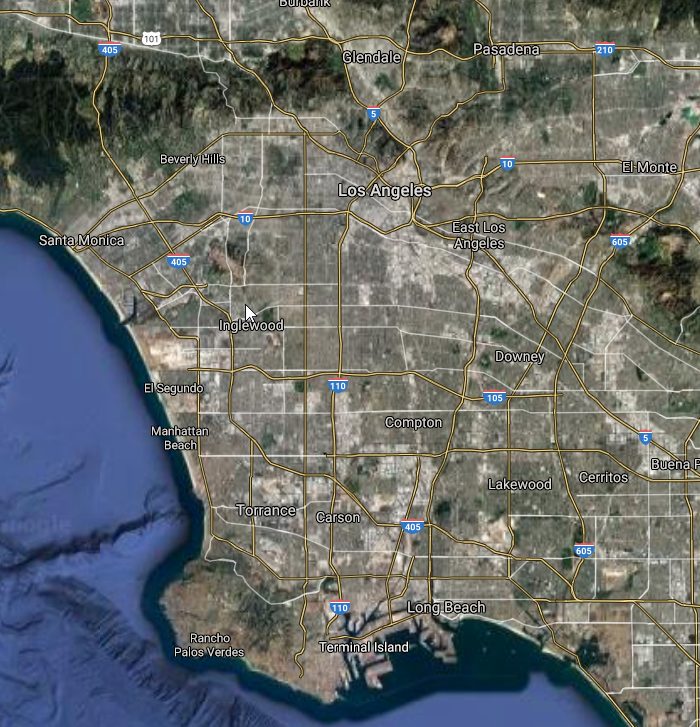 Burbank
101
405
Glendale
Pasadena
210
5
Beverly Hills
10
El Monte
Los Angeles
Santa Monica
10
East Los
Angeles
605
405
Inglewood
Downey
El Segundo
110
105
Compton
Manhattan
Beach
5
Buena P
Lakewood
Cerritos
Torrance
Carson
405
605
110
Long Beach
Rancho
Palos Verdes
Terminal Island